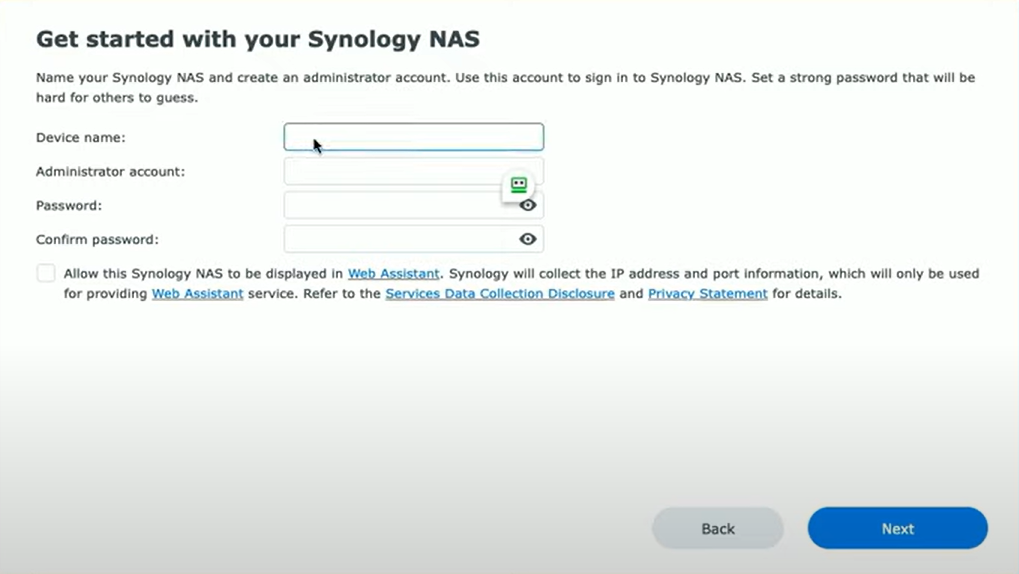 Get started with your Synology NAS
Name your Synology NAS and create an administrator account. Use this account to sign in to Synology NAS. Set a strong password that will be
hard for others to guess.
Device name:
Administrator account:
Password:
Confirm password:
Allow this Synology NAS to be displayed in Web Assistant. Synology will collect the IP address and port information, which will only be used
for providing Web Assistant service. Refer to the Services Data Collection Disclosure and Privacy Statement for details.
Back
Next